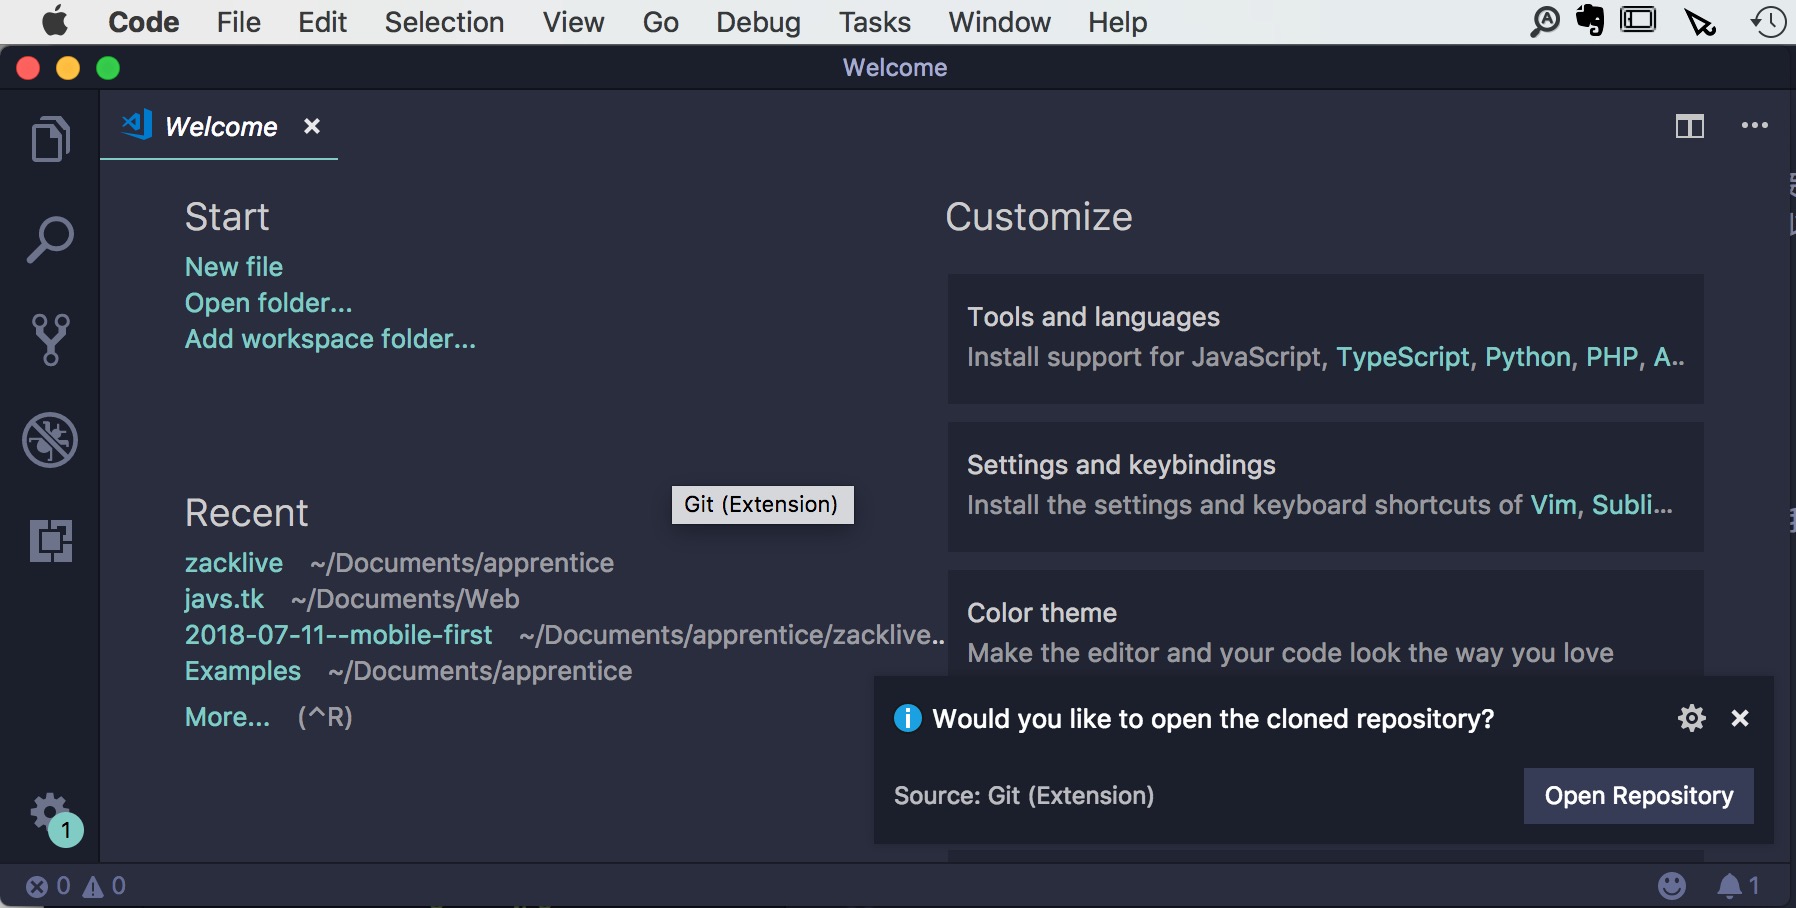 Code File Edit Selection View Go Debug Tasks Window Help
Welcome
Welcome
Start
New file
Open folder...
Add workspace folder...
Recent
zacklive ~/Documents/apprentice
javs.tk ~/Documents/Web
2018-07-11--mobile-first ~/Documents/apprentice/zacklive..
Examples ~/Documents/apprentice
More... (^R)
Git (Extension)
Customize
Tools and languages
Install support for JavaScript, TypeScript, Python, PHP, A..
Settings and keybindings
Install the settings and keyboard shortcuts of Vim, Subli...
Color theme
Make the editor and your code look the way you love
Would you like to open the cloned repository?
Source: Git (Extension)
Open Repository
1
0 0
1